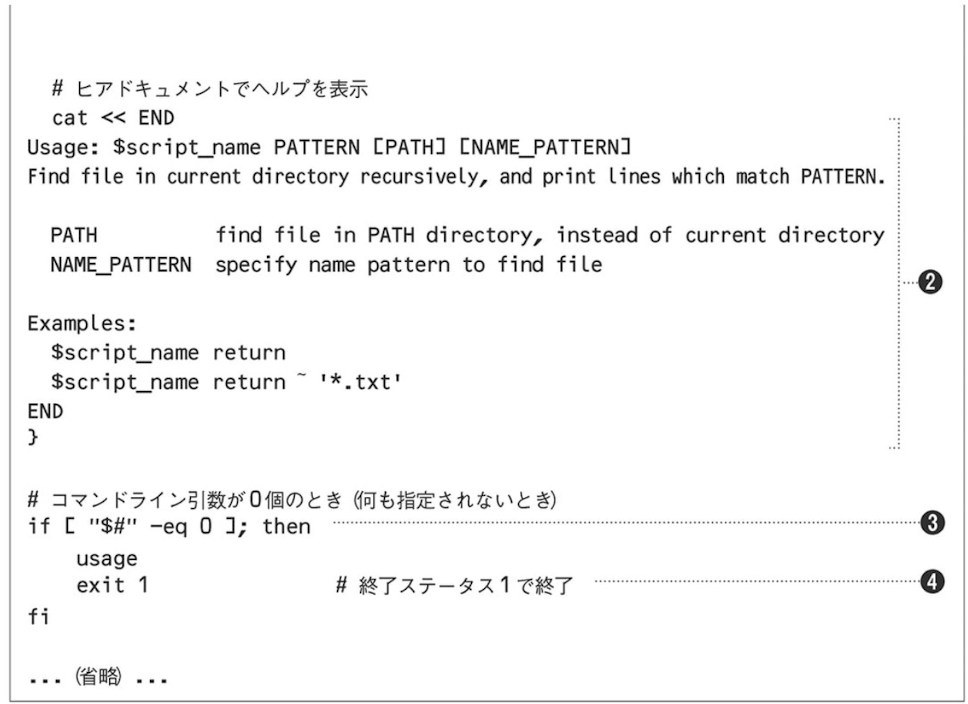 # ヒアドキュメントでヘルプを表示
cat << END
Usage: $script_name PATTERN [PATH] [NAME_PATTERN]
Find file in current directory recursively, and print lines which match PATTERN.
PATH find file in PATH directory, instead of current directory
NAME_PATTERN specify name pattern to find file
❷
Examples:
$script_name return
$script_name return ~ '*.txt'
END
}
# コマンドライン引数が0個のとき(何も指定されないとき)
if [ "$#" -eq 0 ]; then ❸
usage
exit 1 # 終了ステータス1で終了 ❹
fi
... (省略) ...